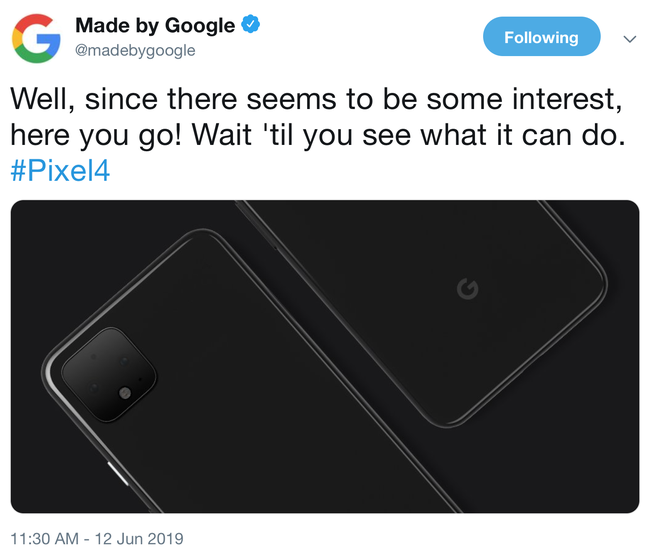 Made by Google
@madebygoogle
Following
Well, since there seems to be some interest,
here you go! Wait 'til you see what it can do.
#Pixel4
11:30 AM - 12 Jun 2019